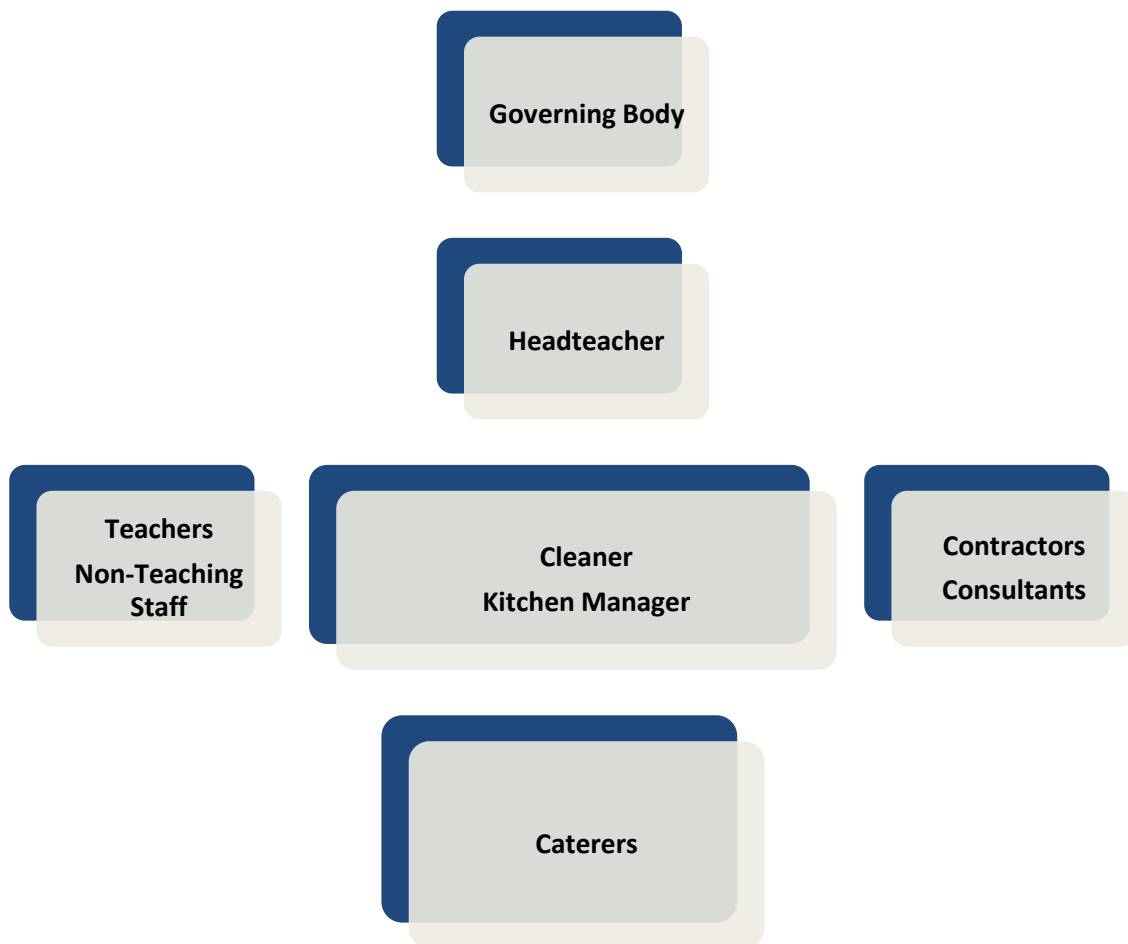 Governing Body
Headteacher
Teachers
Non-Teaching
Staff
Cleaner
Kitchen Manager
Contractors
Consultants
Caterers